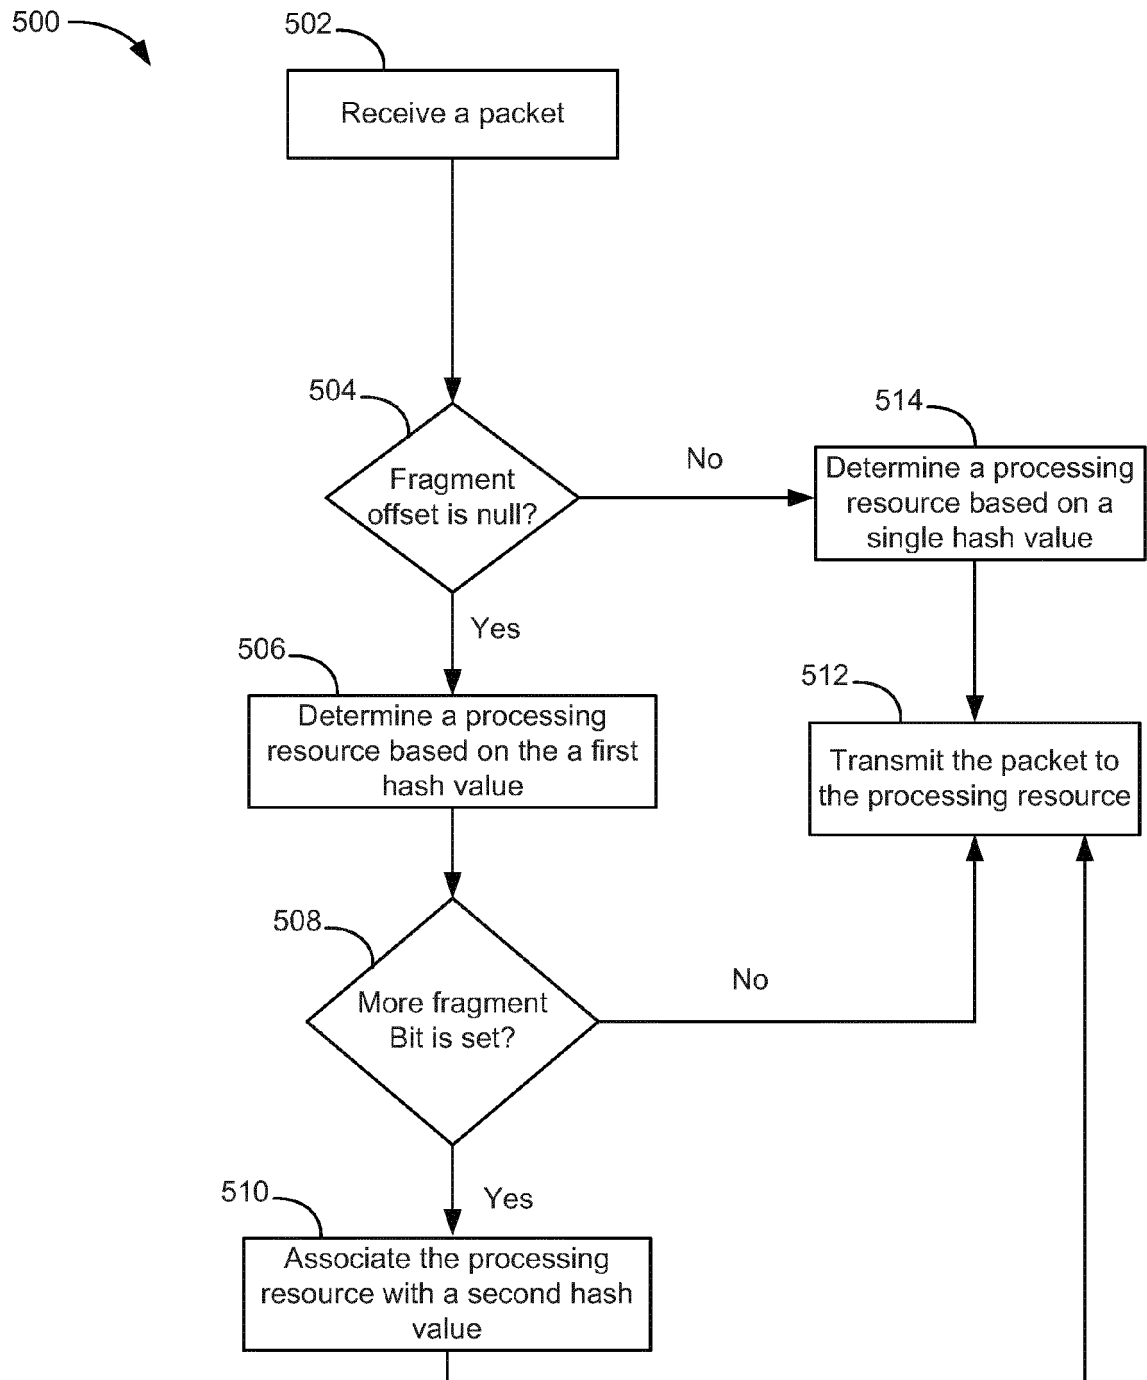 500
502
Receive a packet
504
Fragment
offset is null?
No
514
Determine a processing
resource based on a
single hash value
Yes
506
Determine a processing
resource based on the a first
hash value
512
Transmit the packet to
the processing resource
508
More fragment
Bit is set?
No
Yes
510
Associate the processing
resource with a second hash
value